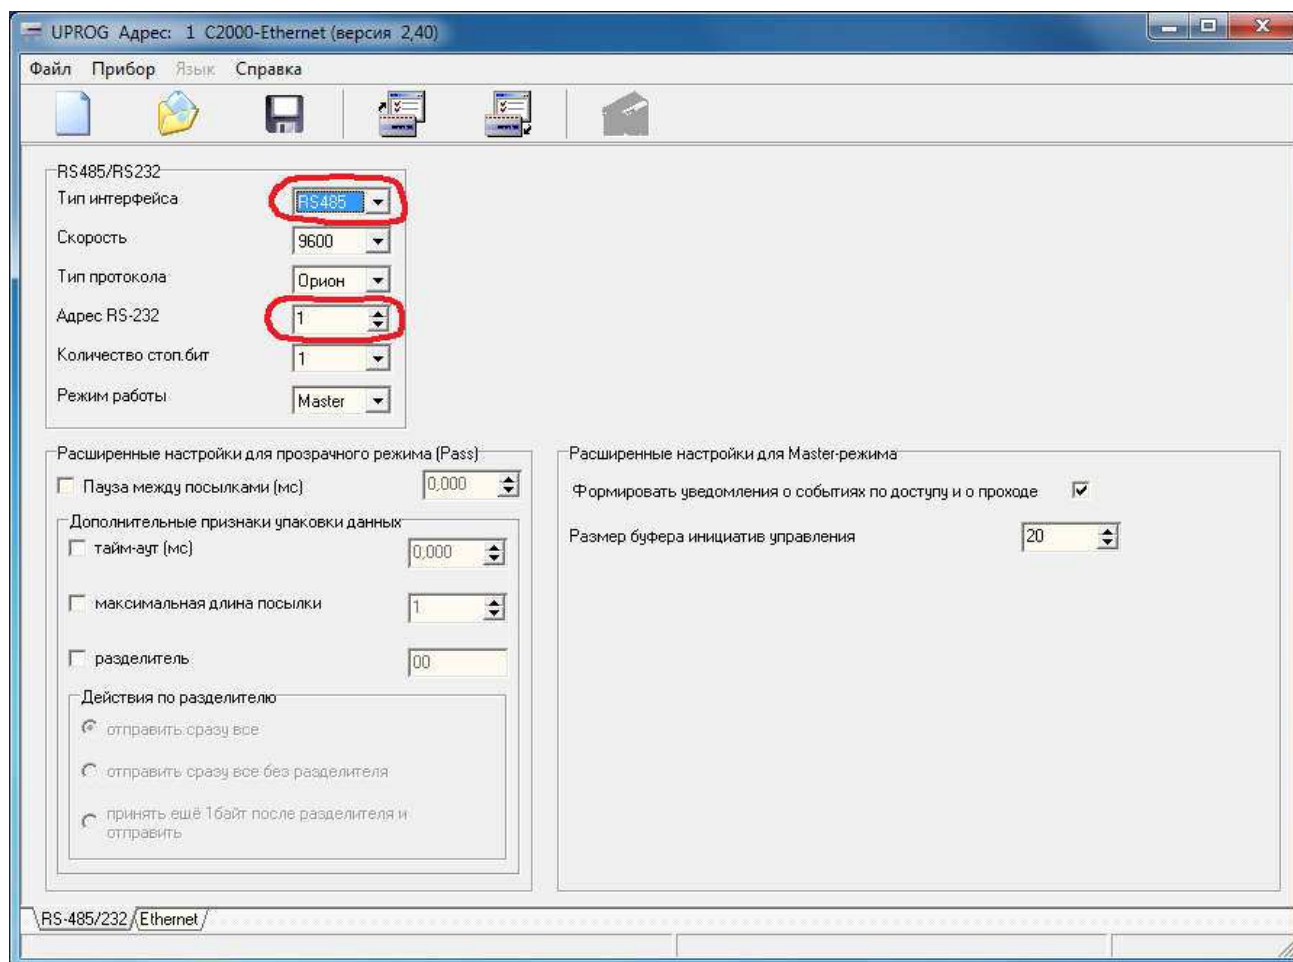 UPROG Адрес: 1 C2000-Ethernet (версия 2,40)
Файл Прибор Язык Справка
RS485/RS232
Тип интерфейса RS485
Скорость 9600
Тип протокола Орион
Адрес RS-232 1
Количество стоп.бит 1
Режим работы Master
Расширенные настройки для прозрачного режима (Pass)
Пауза между посылками (мс) 0,000
Дополнительные признаки упаковки данных
тайм-аут (мс) 0,000
максимальная длина посылки 1
разделитель 00
Действия по разделителю
отправить сразу все
отправить сразу все без разделителя
принять ещё 1байт после разделителя и
отправить
Расширенные настройки для Master-режима
Формировать уведомления о событиях по доступу и о проходе
Размер буфера инициатив управления 20
RS-485/232 Ethernet